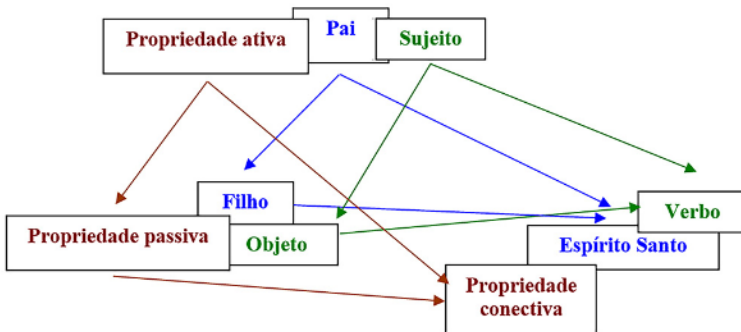 Propriedade ativa
Pai
Sujeito
Filho
Propriedade passiva
Objeto
Verbo
Espírito Santo
Propriedade
conectiva